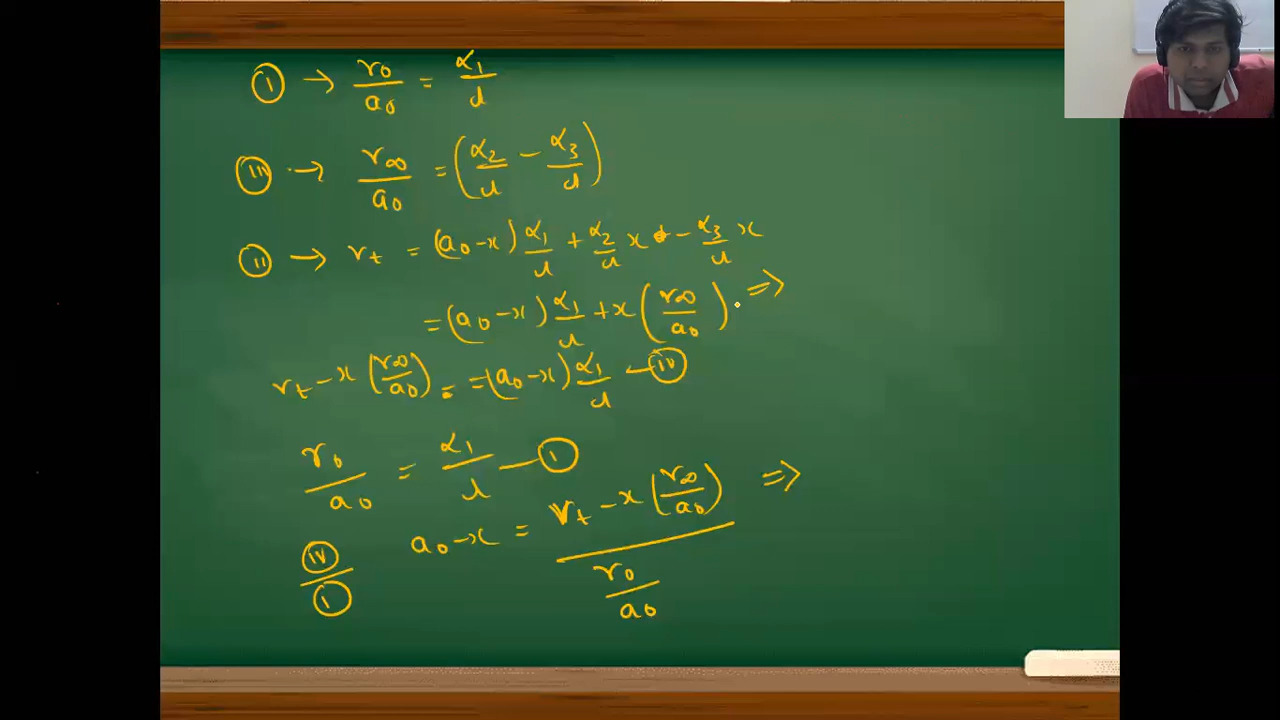 (I) → r0/a0 = α1/d
(III) → r∞/a0 = (α2/d − α3/d)
(II) → rt = (a0−x) α1/d + α2/d x − α3/d x
= (a0−x) α1/d + x (r∞/a0) ⇒
rt − x (r∞/a0) = =(a0−x) α1/d — (IV)
r0/a0 = α1/d — (I)
(IV)/(I) a0−x = (rt − x (r∞/a0))/(r0/a0) ⇒